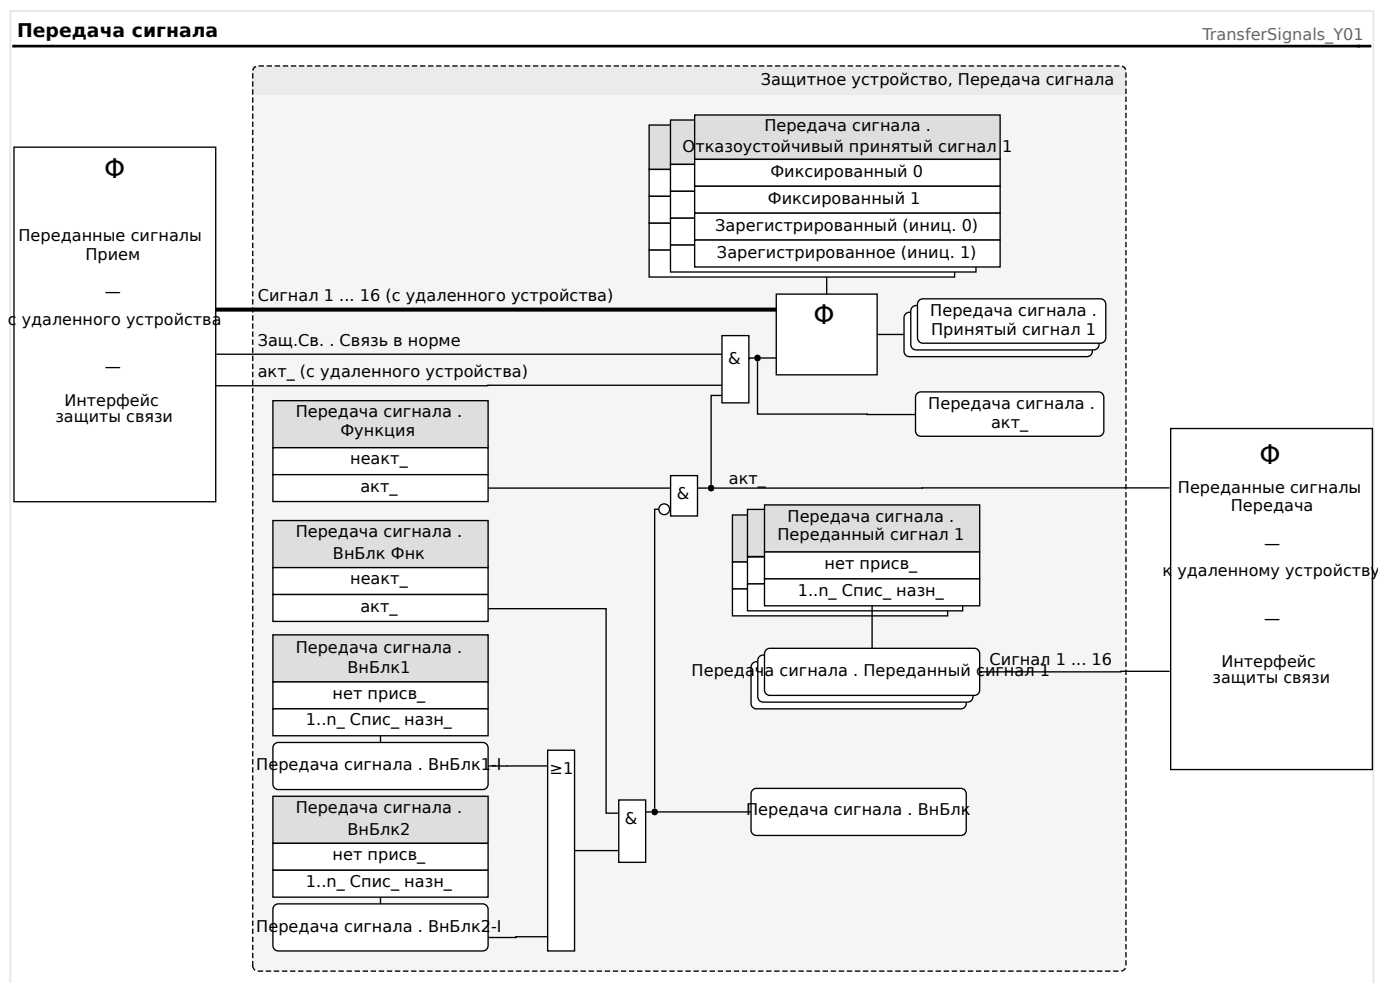 Передача сигнала
TransferSignals_Y01
Защитное устройство, Передача сигнала
Ф
Переданные сигналы
Прием
—
с удаленного устройства
—
Интерфейс
защиты связи
Передача сигнала .
Отказоустойчивый принятый сигнал 1
Фиксированный 0
Фиксированный 1
Зарегистрированный (иниц. 0)
Зарегистрированное (иниц. 1)
Сигнал 1 ... 16 (с удаленного устройства)
Ф
Передача сигнала .
Принятый сигнал 1
Защ.Св. . Связь в норме
&
акт_ (с удаленного устройства)
Передача сигнала .
акт_
Передача сигнала .
Функция
неакт_
акт_
&
акт_
Ф
Переданные сигналы
Передача
—
к удаленному устройству
—
Интерфейс
защиты связи
Передача сигнала .
ВнБлк Фнк
неакт_
акт_
Передача сигнала .
Переданный сигнал 1
нет присв_
1..n_ Спис_ назн_
Передача сигнала . Переданный сигнал 1
Сигнал 1 ... 16
Передача сигнала .
ВнБлк1
нет присв_
1..n_ Спис_ назн_
Передача сигнала . ВнБлк1-I
≥1
Передача сигнала .
ВнБлк2
нет присв_
1..n_ Спис_ назн_
Передача сигнала . ВнБлк2-I
&
Передача сигнала . ВнБлк